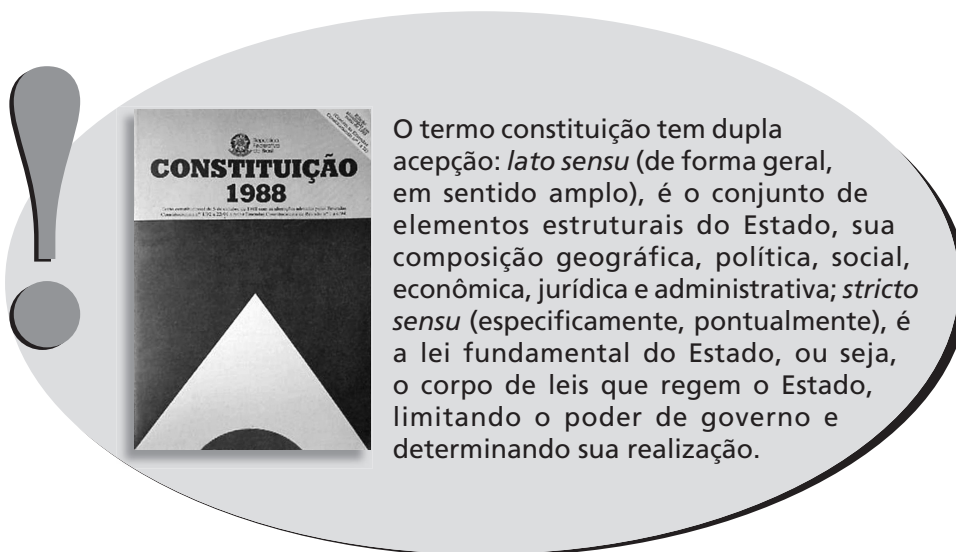 !
República
Federativa
do Brasil
CONSTITUIÇÃO
1988
O termo constituição tem dupla
acepção: lato sensu (de forma geral,
em sentido amplo), é o conjunto de
elementos estruturais do Estado, sua
composição geográfica, política, social,
econômica, jurídica e administrativa; stricto
sensu (especificamente, pontualmente), é
a lei fundamental do Estado, ou seja,
o corpo de leis que regem o Estado,
limitando o poder de governo e
determinando sua realização.